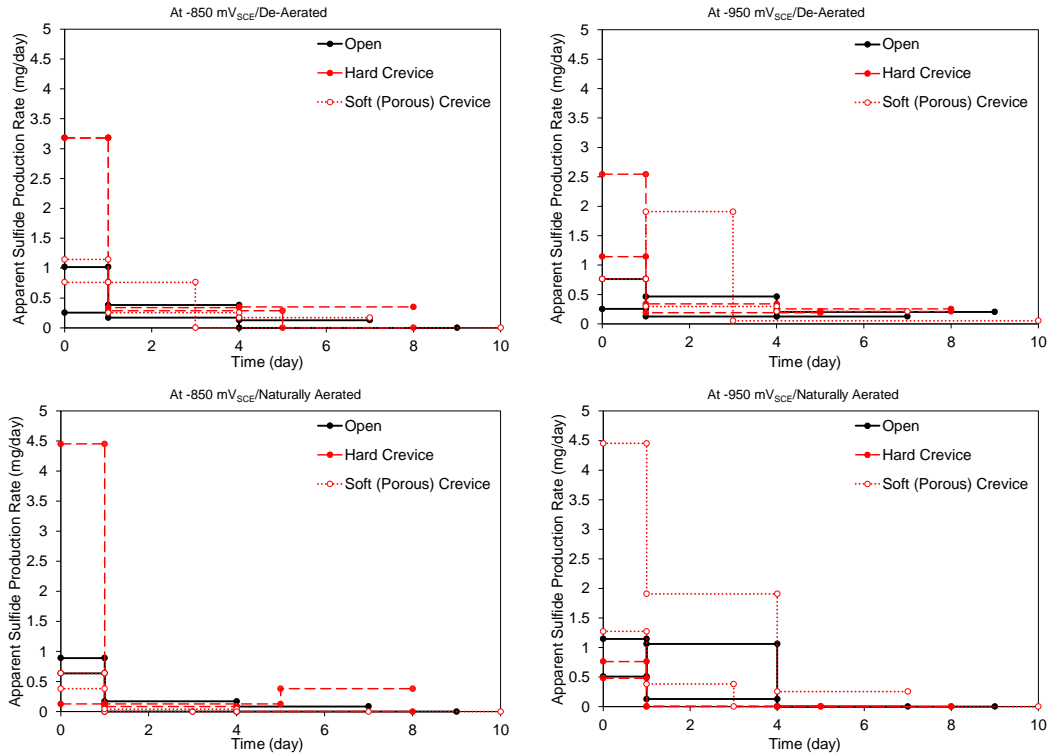 At -850 mVSCE/De-Aerated
Apparent Sulfide Production Rate (mg/day)
5
4.5
4
3.5
3
2.5
2
1.5
1
0.5
0
Open
Hard Crevice
Soft (Porous) Crevice
0 2 4 6 8 10
Time (day)
At -950 mVSCE/De-Aerated
Apparent Sulfide Production Rate (mg/day)
5
4.5
4
3.5
3
2.5
2
1.5
1
0.5
0
Open
Hard Crevice
Soft (Porous) Crevice
0 2 4 6 8 10
Time (day)
At -850 mVSCE/Naturally Aerated
Apparent Sulfide Production Rate (mg/day)
5
4.5
4
3.5
3
2.5
2
1.5
1
0.5
0
Open
Hard Crevice
Soft (Porous) Crevice
0 2 4 6 8 10
Time (day)
At -950 mVSCE/Naturally Aerated
Apparent Sulfide Production Rate (mg/day)
5
4.5
4
3.5
3
2.5
2
1.5
1
0.5
0
Open
Hard Crevice
Soft (Porous) Crevice
0 2 4 6 8 10
Time (day)